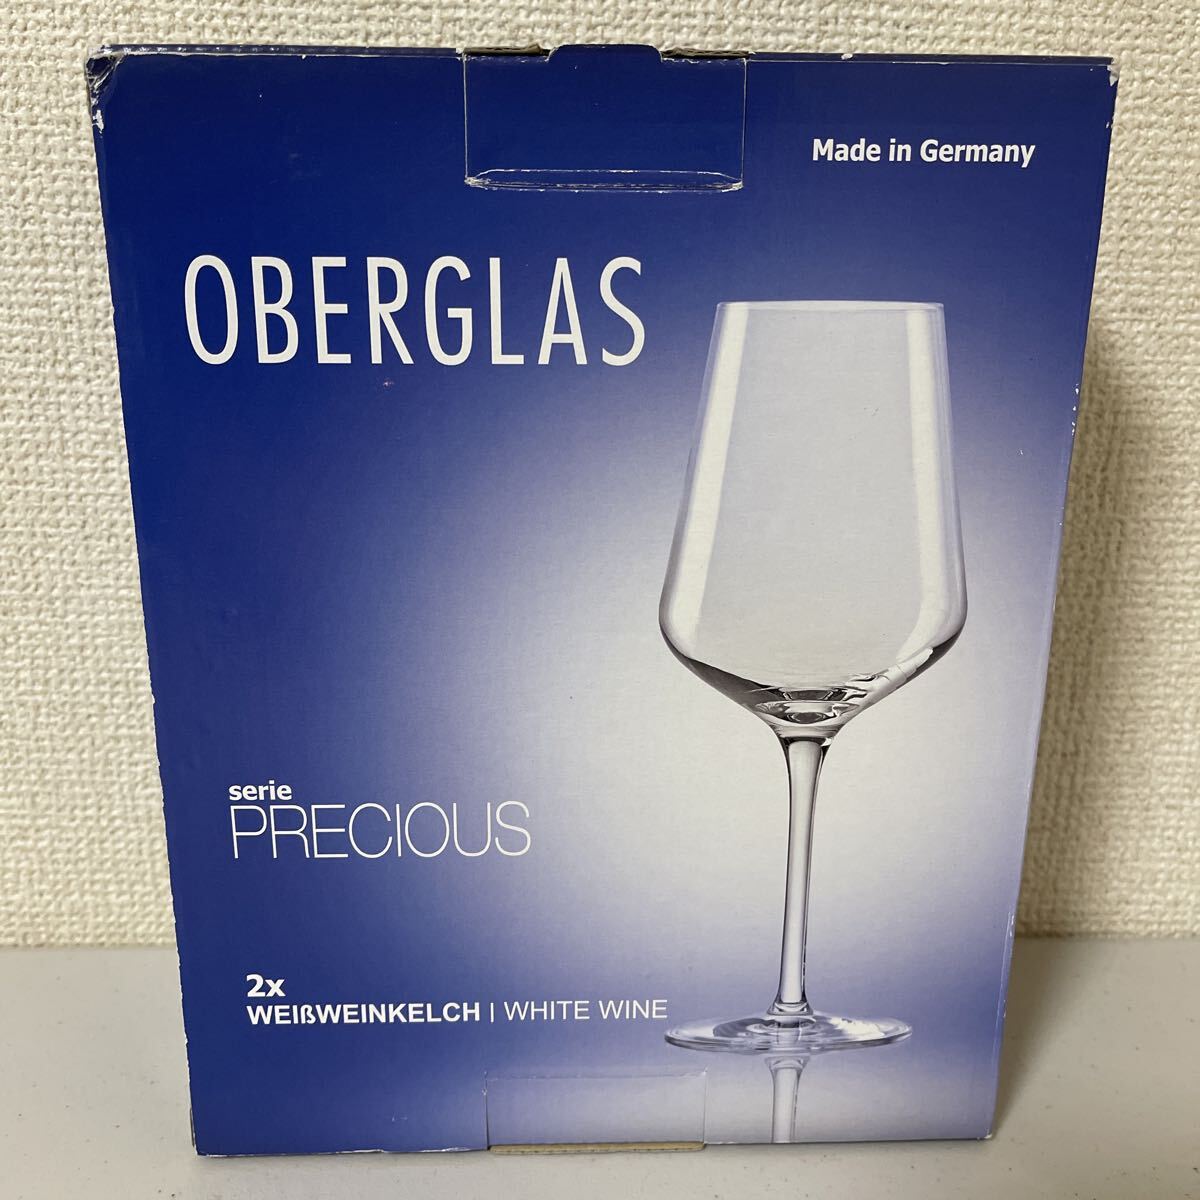 Made in Germany
OBERGLAS
serie
PRECIOUS
2x
WEIßWEINKELCH | WHITE WINE